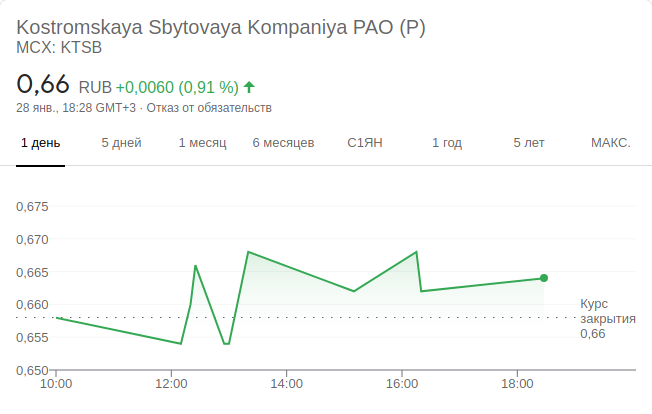 Kostromskaya Sbytovaya Kompaniya PAO (P)
MCX: KTSB
0,66 RUB +0,0060 (0,91 %)
28 янв., 18:28 GMT+3 · Отказ от обязательств
1 день 5 дней 1 месяц 6 месяцев С1ЯН 1 год 5 лет МАКС.
0,675
0,670
0,665
0,660
0,655
0,650
Курс
закрытия
0,66
10:00 12:00 14:00 16:00 18:00